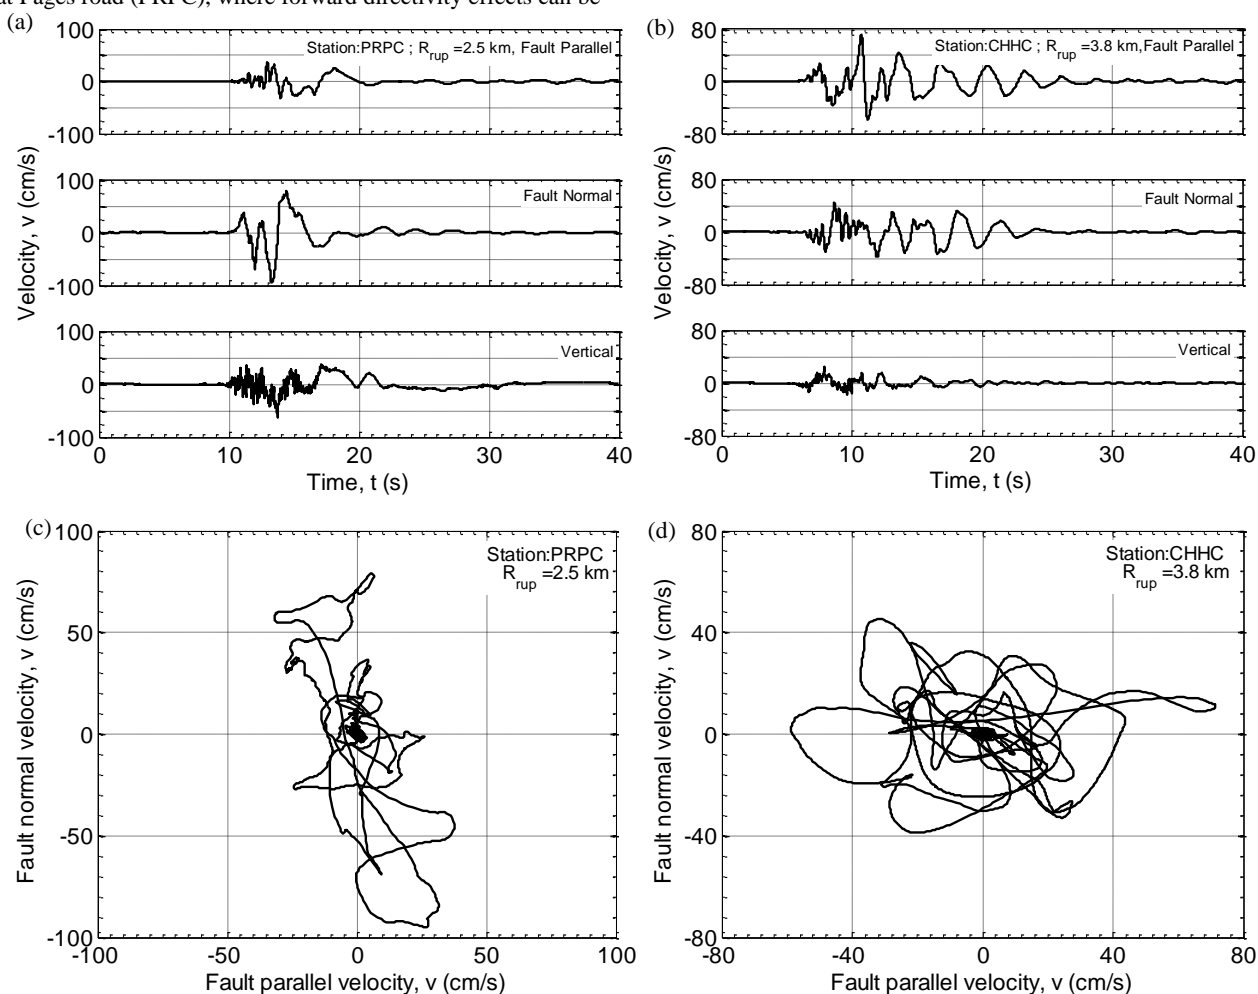 at Pages road (PRPC), where forward directivity effects can be
(a)
100
0
-100
Station:PRPC ; Rrup =2.5 km, Fault Parallel
100
0
-100
Fault Normal
100
0
-100
Vertical
Velocity, v (cm/s)
0 10 20 30 40
Time, t (s)
(b)
80
0
-80
Station:CHHC ; Rrup =3.8 km,Fault Parallel
80
0
-80
Fault Normal
80
0
-80
Vertical
Velocity, v (cm/s)
0 10 20 30 40
Time, t (s)
(c)
100
50
0
-50
-100
Fault normal velocity, v (cm/s)
Station:PRPC
Rrup =2.5 km
-100 -50 0 50 100
Fault parallel velocity, v (cm/s)
(d)
80
40
0
-40
-80
Fault normal velocity, v (cm/s)
Station:CHHC
Rrup =3.8 km
-80 -40 0 40 80
Fault parallel velocity, v (cm/s)